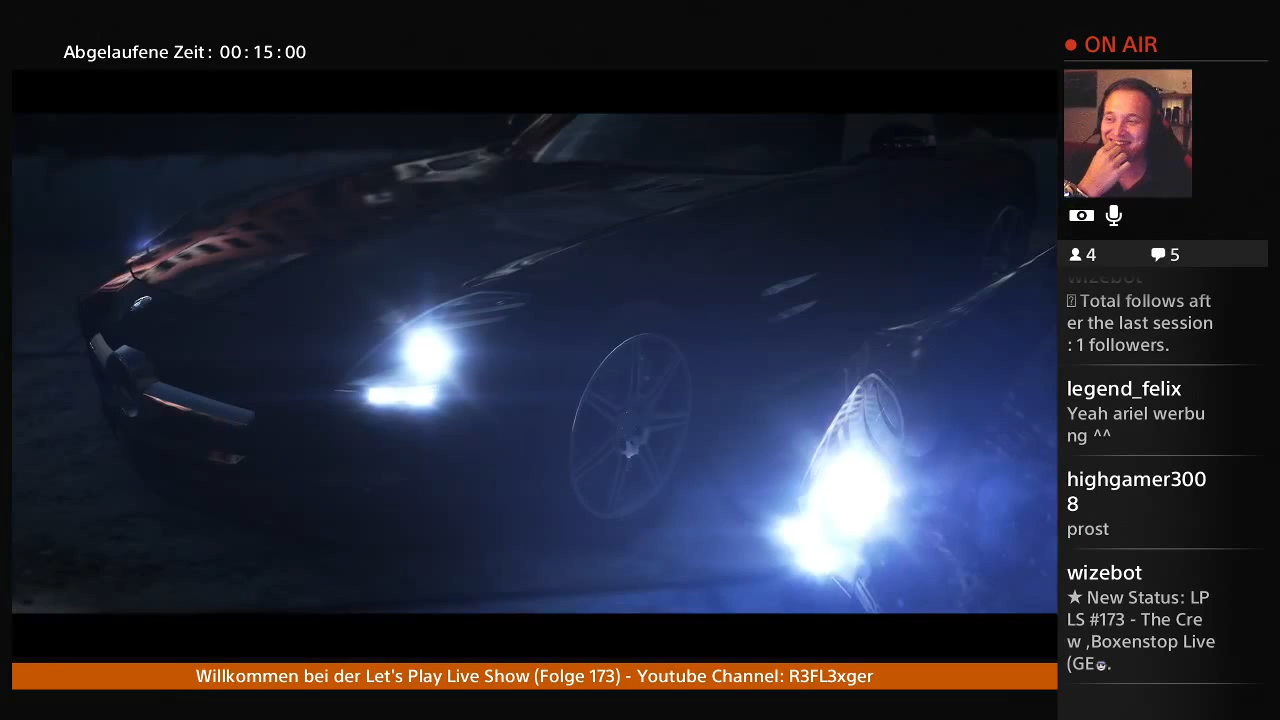 Abgelaufene Zeit: 00:15:00
ON AIR
4
5
wizebot
Total follows aft
er the last session
: 1 followers.
legend_felix
Yeah ariel werbu
ng ^^
highgamer300
8
prost
wizebot
★ New Status: LP
LS #173 - The Cre
w ,Boxenstop Live
(GE .
Willkommen bei der Let's Play Live Show (Folge 173) - Youtube Channel: R3FL3xger